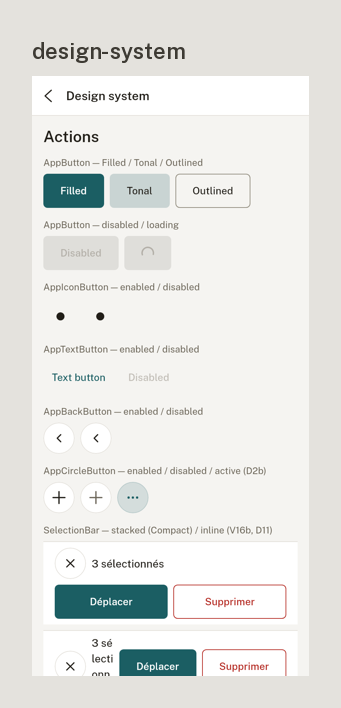 design-system
Design system
Actions
AppButton — Filled / Tonal / Outlined
Filled Tonal Outlined
AppButton — disabled / loading
Disabled
AppIconButton — enabled / disabled
AppTextButton — enabled / disabled
Text button Disabled
AppBackButton — enabled / disabled
AppCircleButton — enabled / disabled / active (D2b)
SelectionBar — stacked (Compact) / inline (V16b, D11)
3 sélectionnés
Déplacer Supprimer
3 sé
lecti
onn
Déplacer Supprimer